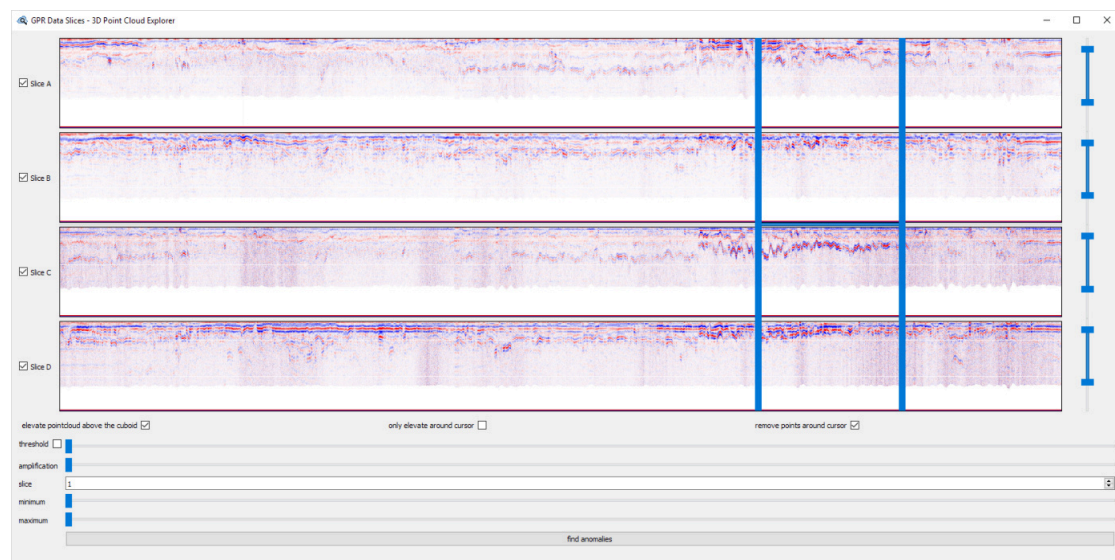 GPR Data Slices - 3D Point Cloud Explorer
Slice A
Slice B
Slice C
Slice D
elevate pointcloud above the cuboid
only elevate around cursor
remove points around cursor
threshold
amplification
slice 1
minimum
maximum
find anomalies